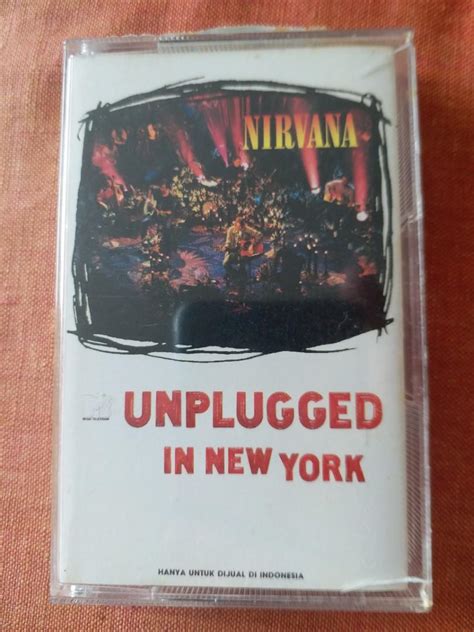 NIRVANA
UNPLUGGED
IN NEW YORK
HANYA UNTUK DIJUAL DI INDONESIA